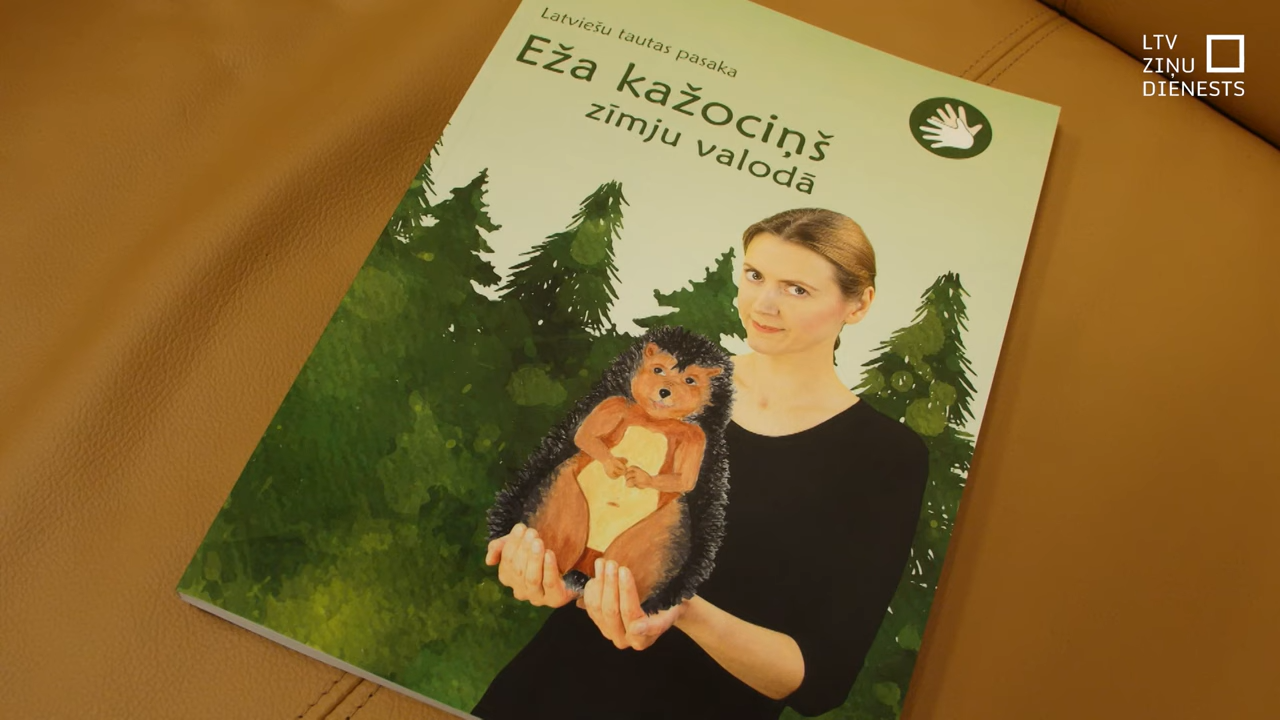 Latviešu tautas pasaka
Eža kažociņš
zīmju valodā
LTV
ZIŅU
DIENESTS